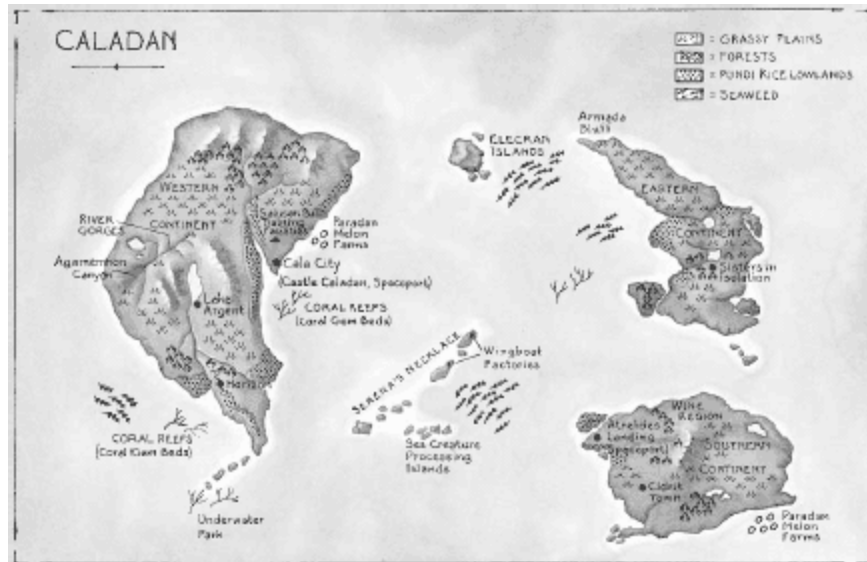 CALADAN
= GRASSY PLAINS
= FORESTS
= PUNDI RICE LOWLANDS
= SEAWEED
Armada
Bluff
ELECRAN
ISLANDS
WESTERN
CONTINENT
RIVER
GORGES
Agamemnon
Canyon
Paradan
Melon
Farms
Cala City
(Castle Caladan, Spaceport)
CORAL REEFS
(Coral Gem Beds)
Lake
Argent
EASTERN
CONTINENT
Sisters in
Isolation
SERENA'S NECKLACE
Wingboat
Factories
CORAL REEFS
(Coral Gem Beds)
Sea Creature
Processing
Islands
Underwater
Park
WINE
REGION
Atreides
Landing
(Spaceport)
SOUTHERN
CONTINENT
Town
Paradan
Melon
Farms